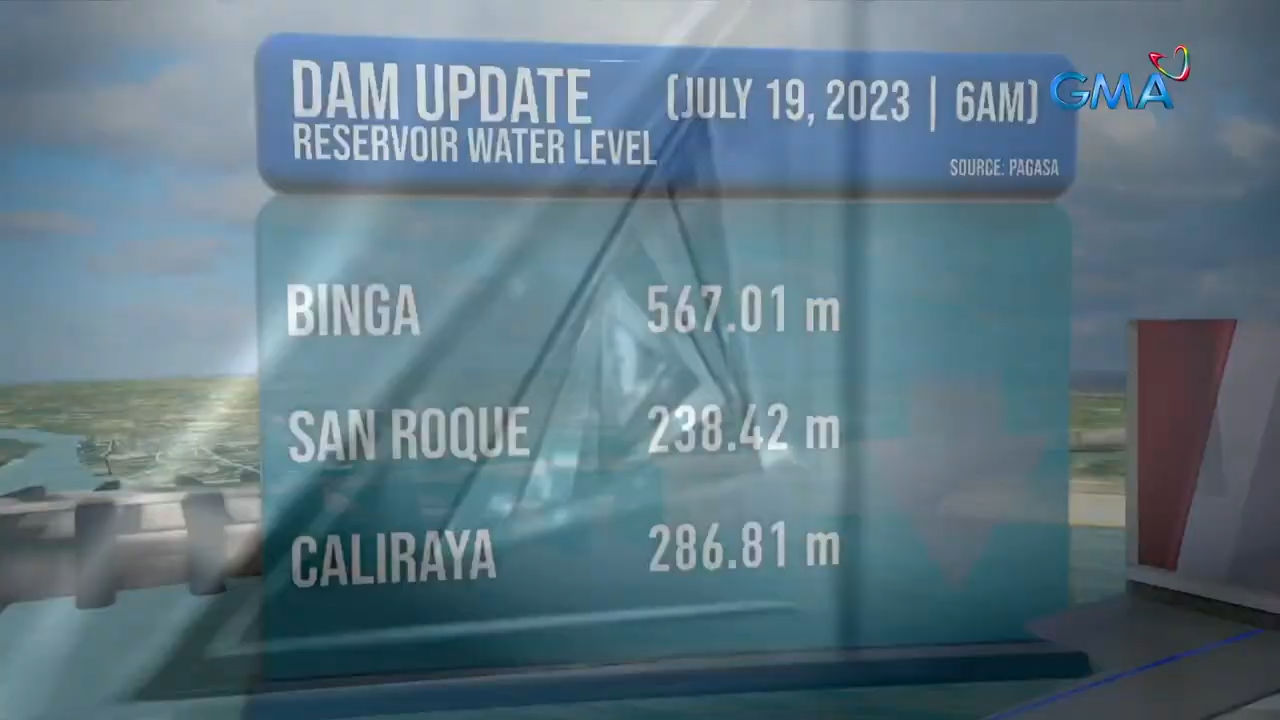 DAM UPDATE
(JULY 19, 2023 | 6AM)
GMA
RESERVOIR WATER LEVEL
SOURCE: PAGASA
BINGA 567.01 m
SAN ROQUE 238.42 m
CALIRAYA 286.81 m